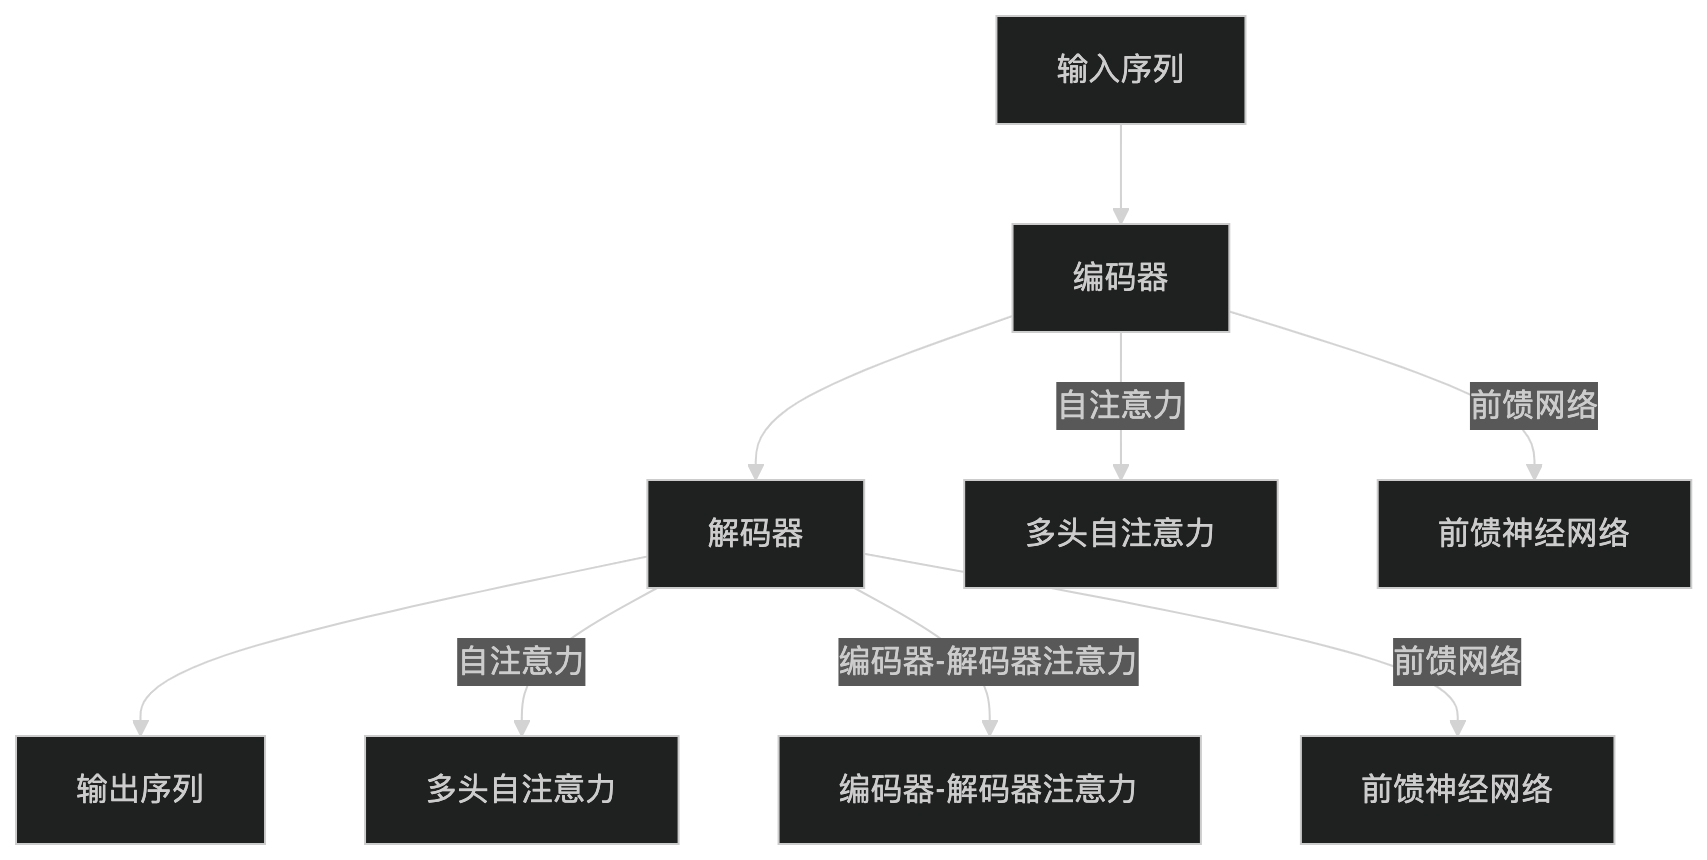 输入序列
编码器
自注意力
前馈网络
解码器
多头自注意力
前馈神经网络
自注意力
编码器-解码器注意力
前馈网络
输出序列
多头自注意力
编码器-解码器注意力
前馈神经网络